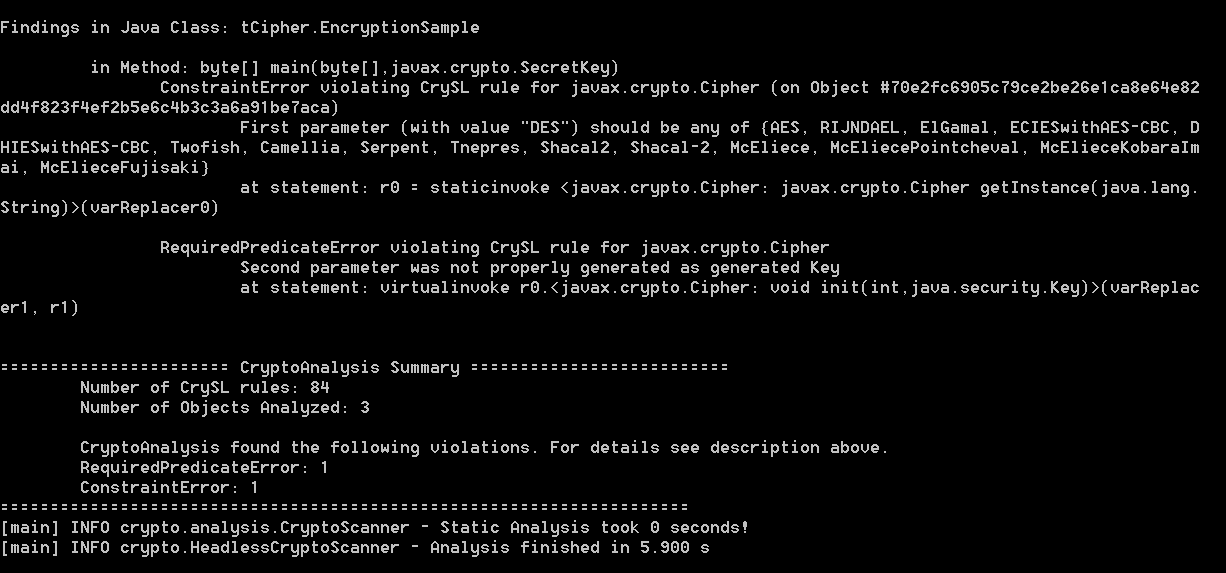 Findings in Java Class: tCipher.EncryptionSample
in Method: byte[] main(byte[],javax.crypto.SecretKey)
ConstraintError violating CrySL rule for javax.crypto.Cipher (on Object #70e2fc6905c79ce2be26e1ca8e64e82
dd4f823f4ef2b5e6c4b3c3a6a91be7aca)
First parameter (with value "DES") should be any of {AES, RIJNDAEL, ElGamal, ECIESwithAES-CBC, D
HIESwithAES-CBC, Twofish, Camellia, Serpent, Tnepres, Shacal2, Shacal-2, McEliece, McEliecePointcheval, McElieceKobaraIm
ai, McElieceFujisaki}
at statement: r0 = staticinvoke <javax.crypto.Cipher: javax.crypto.Cipher getInstance(java.lang.
String)>(varReplacer0)
RequiredPredicateError violating CrySL rule for javax.crypto.Cipher
Second parameter was not properly generated as generated Key
at statement: virtualinvoke r0.<javax.crypto.Cipher: void init(int,java.security.Key)>(varReplac
er1, r1)
======================= CryptoAnalysis Summary ==========================
Number of CrySL rules: 84
Number of Objects Analyzed: 3
CryptoAnalysis found the following violations. For details see description above.
RequiredPredicateError: 1
ConstraintError: 1
=====================================================================
[main] INFO crypto.analysis.CryptoScanner - Static Analysis took 0 seconds!
[main] INFO crypto.HeadlessCryptoScanner - Analysis finished in 5.900 s